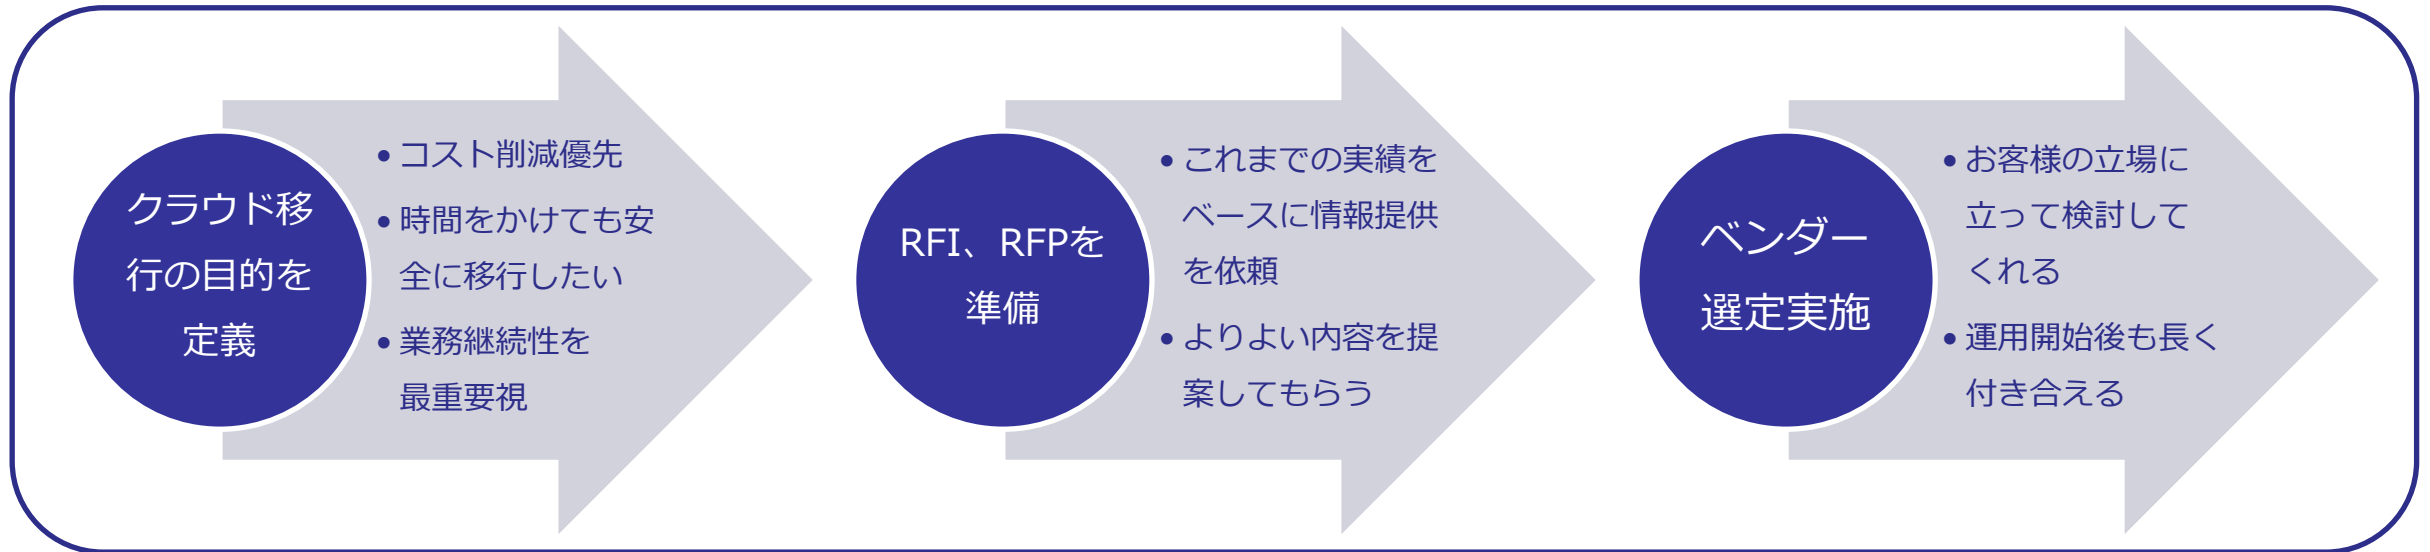 クラウド移
行の目的を
定義
• コスト削減優先
• 時間をかけても安
全に移行したい
• 業務継続性を
最重要視
RFI、RFPを
準備
• これまでの実績を
ベースに情報提供
を依頼
• よりよい内容を提
案してもらう
ベンダー
選定実施
• お客様の立場に
立って検討して
くれる
• 運用開始後も長く
付き合える